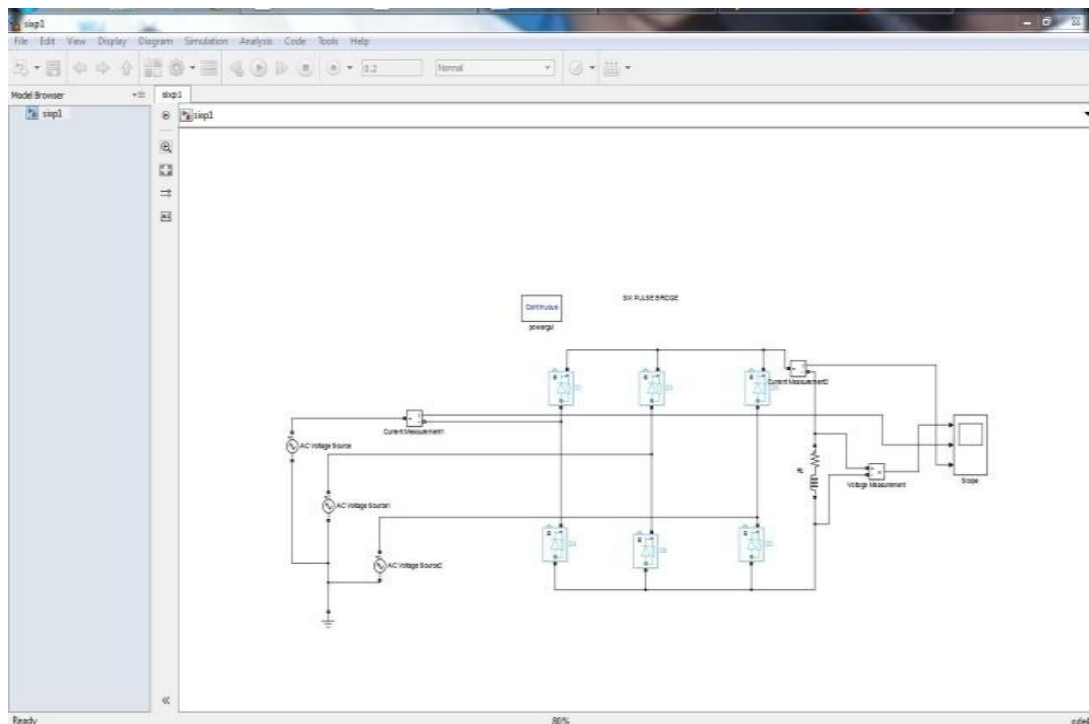 sixp1
File Edit View Display Diagram Simulation Analysis Code Tools Help
0.2 Normal
Model Browser
sixp1
sixp1
sixp1
Continuous
powergui
SIX PULSE BRIDGE
Current Measurement2
Current Measurement1
AC Voltage Source
AC Voltage Source1
AC Voltage Source2
Voltage Measurement
Scope
Ready
80%